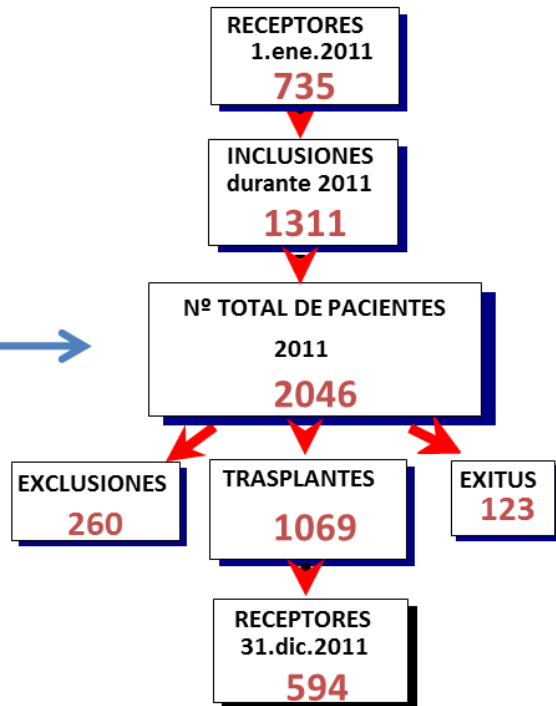 RECEPTORES
1.ene.2011
735
INCLUSIONES
durante 2011
1311
Nº TOTAL DE PACIENTES
2011
2046
EXCLUSIONES
260
TRASPLANTES
1069
EXITUS
123
RECEPTORES
31.dic.2011
594